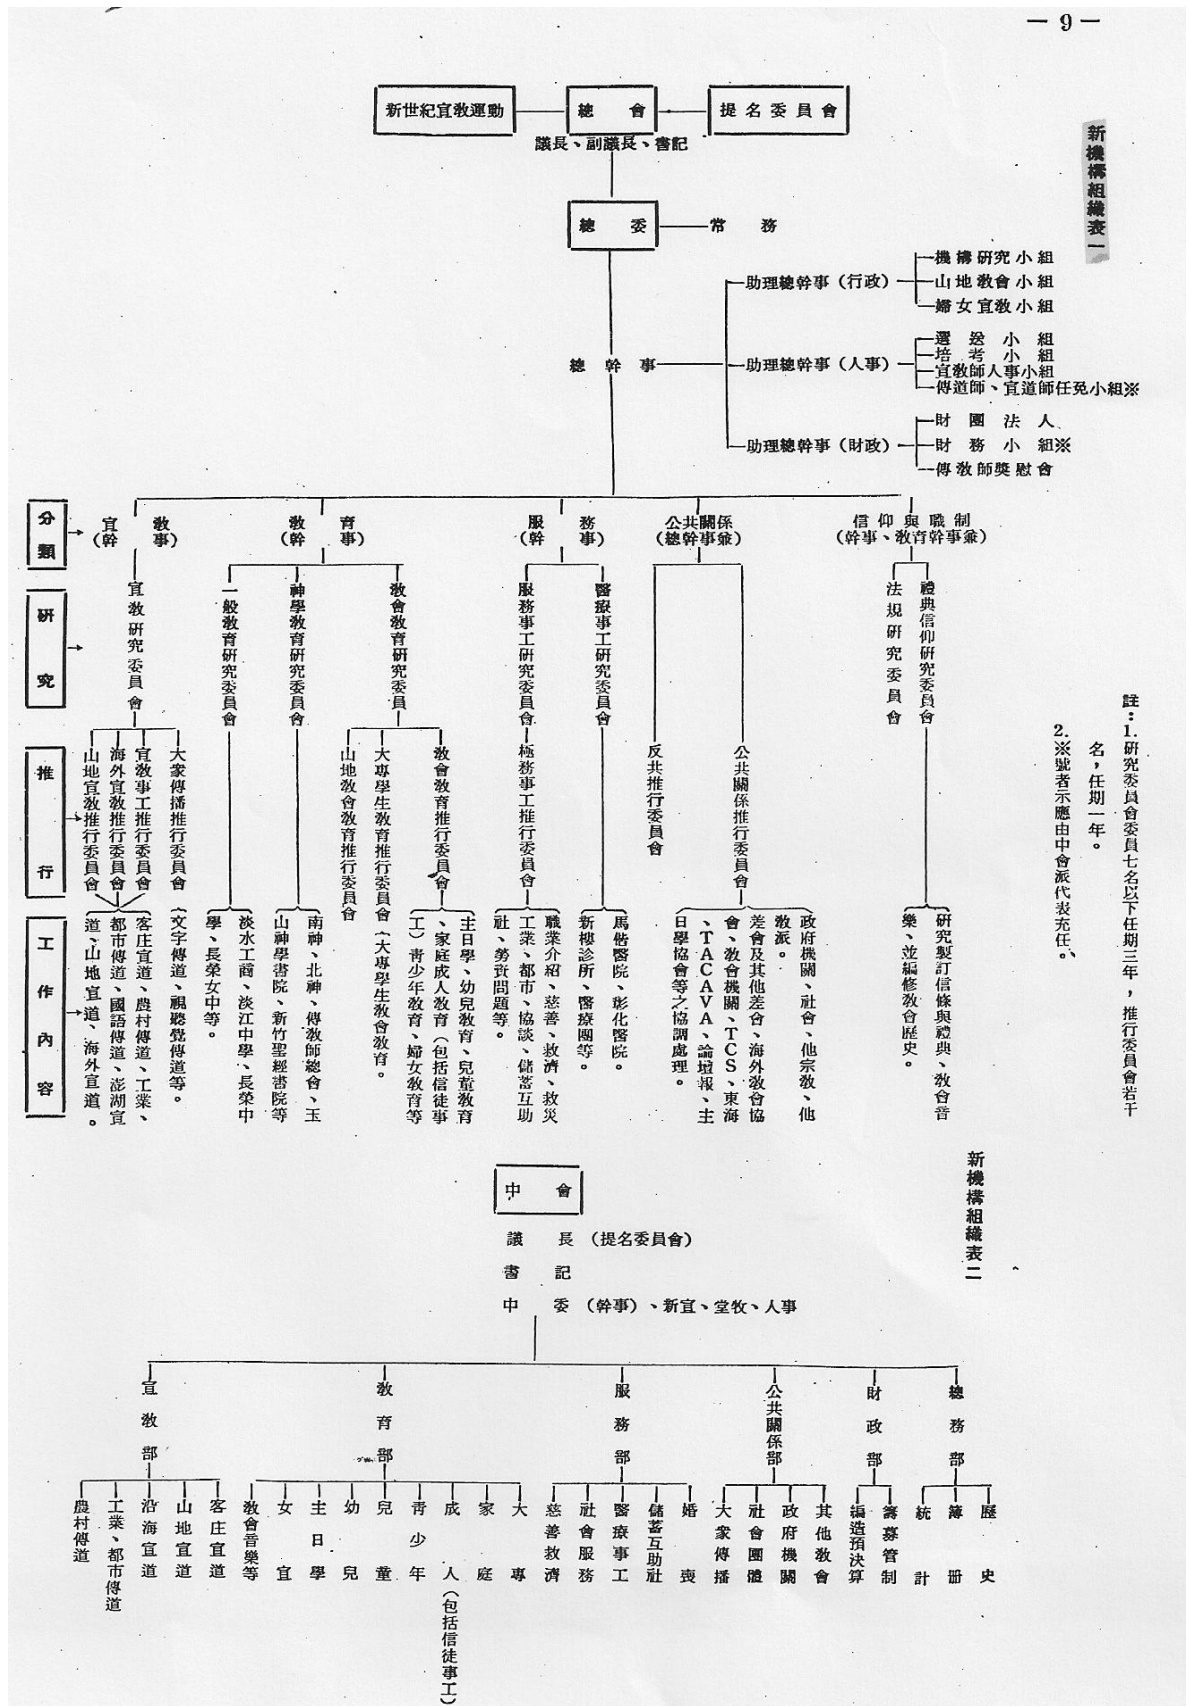 — 9 —
新機構組織表一
新世紀宣教運動
總會
提名委員會
議長、副議長、書記
總委
常務
總幹事
助理總幹事（行政）
機構研究小組
山地教會小組
婦女宣教小組
助理總幹事（人事）
選送小組
培考小組
宣教師人事小組
傳道師、宣道師任免小組※
助理總幹事（財政）
財團法人
財務小組※
傳教師獎慰會
分類
信仰與職制
（幹事、教育幹事兼）
公共關係
（總幹事兼）
服務
（幹事）
教育
（幹事）
宣教
（幹事）
研究
禮典信仰研究委員會
法規研究委員會
醫療事工研究委員會
服務事工研究委員會
教會教育研究委員會
神學教育研究委員會
一般教育研究委員會
宣教研究委員會
推行
公共關係推行委員會
反共推行委員會
極務事工推行委員會
教會教育推行委員會
大專學生教育推行委員會
山地教會教育推行委員會
大衆傳播推行委員會
宣教事工推行委員會
海外宣教推行委員會
山地宣教推行委員會
工作內容
研究製訂信條與禮典、教會音
樂、並編修教會歷史。
政府機關、社會、他宗教、他
教派。
差會及其他差會、海外教會協
會、教會機關、TCS、東海
、TACAVA、論壇報、主
日學協會等之協調處理。
馬偕醫院、彰化醫院。
新樓診所、醫療團等。
職業介紹、慈善、救濟、救災
工業、都市、協談、儲蓄互助
社、勞資問題等。
主日學、幼兒教育、兒童教育
、家庭成人教育（包括信徒事
工）青少年教育、婦女教育等
（大專學生教會教育。
南神、北神、傳教師總會、玉
山神學書院、新竹聖經書院等
淡水工商、淡江中學、長榮中
學、長榮女中等。
文字傳道、視聽覺傳道等。
客庄宣道、農村傳道、工業、
都市傳道、國語傳道、澎湖宣
道、山地宣道、海外宣道。
註：1.研究委員會委員七名以下任期三年，推行委員會若干
名，任期一年。
2.※號者示應由中會派代表充任。
新機構組織表二
中會
議長（提名委員會）
書記
中委（幹事）、新宣、堂牧、人事
總務部
財政部
公共關係部
服務部
教育部
宣教部
歷史
簿冊
統計
籌募管制
編造預決算
其他教會
政府機關
社會團體
大衆傳播
婚喪
儲蓄互助社
醫療事工
社會服務
慈善救濟
大專
家庭
成人（包括信徒事工）
青少年
兒童
幼兒
主日學
女宣
教會音樂等
客庄宣道
山地宣道
沿海宣道
工業、都市傳道
農村傳道